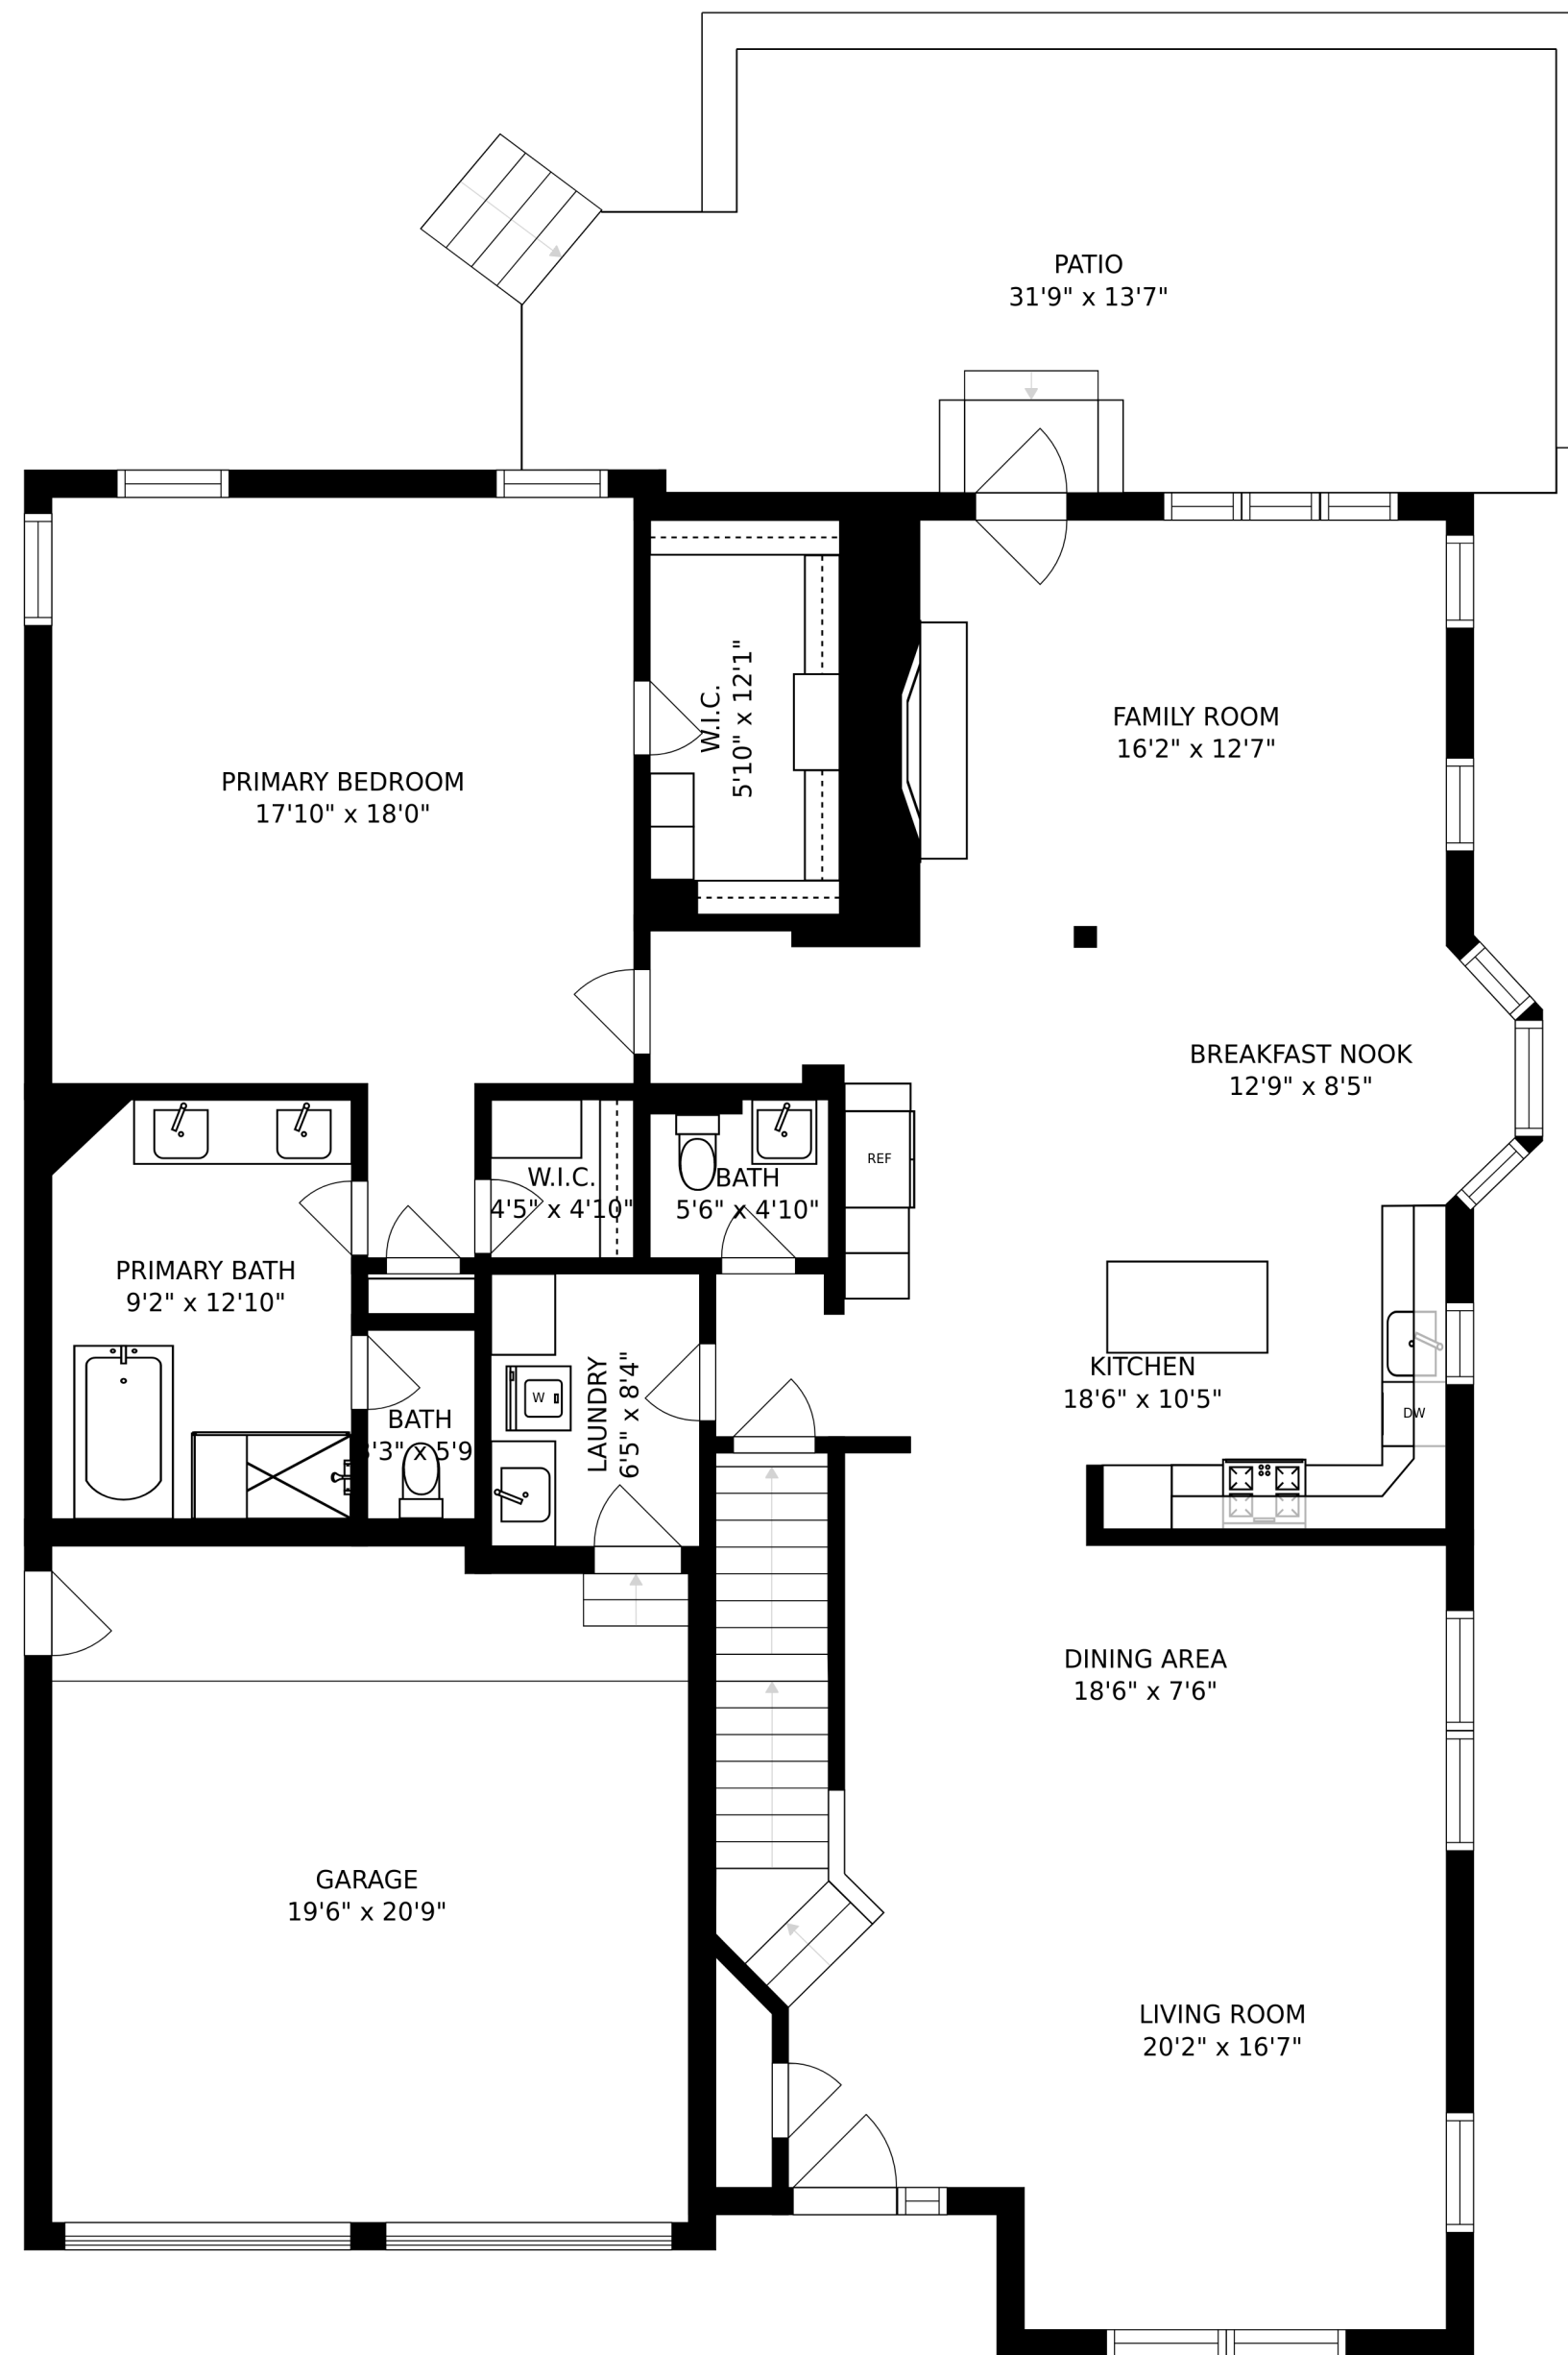 PATIO
31'9" x 13'7"
FAMILY ROOM
16'2" x 12'7"
W.I.C.
5'10" x 12'1"
PRIMARY BEDROOM
17'10" x 18'0"
BREAKFAST NOOK
12'9" x 8'5"
REF
W.I.C.
4'5" x 4'10"
BATH
5'6" x 4'10"
PRIMARY BATH
9'2" x 12'10"
KITCHEN
18'6" x 10'5"
DW
BATH
'3" x 5'9
W
LAUNDRY
6'5" x 8'4"
DINING AREA
18'6" x 7'6"
GARAGE
19'6" x 20'9"
LIVING ROOM
20'2" x 16'7"